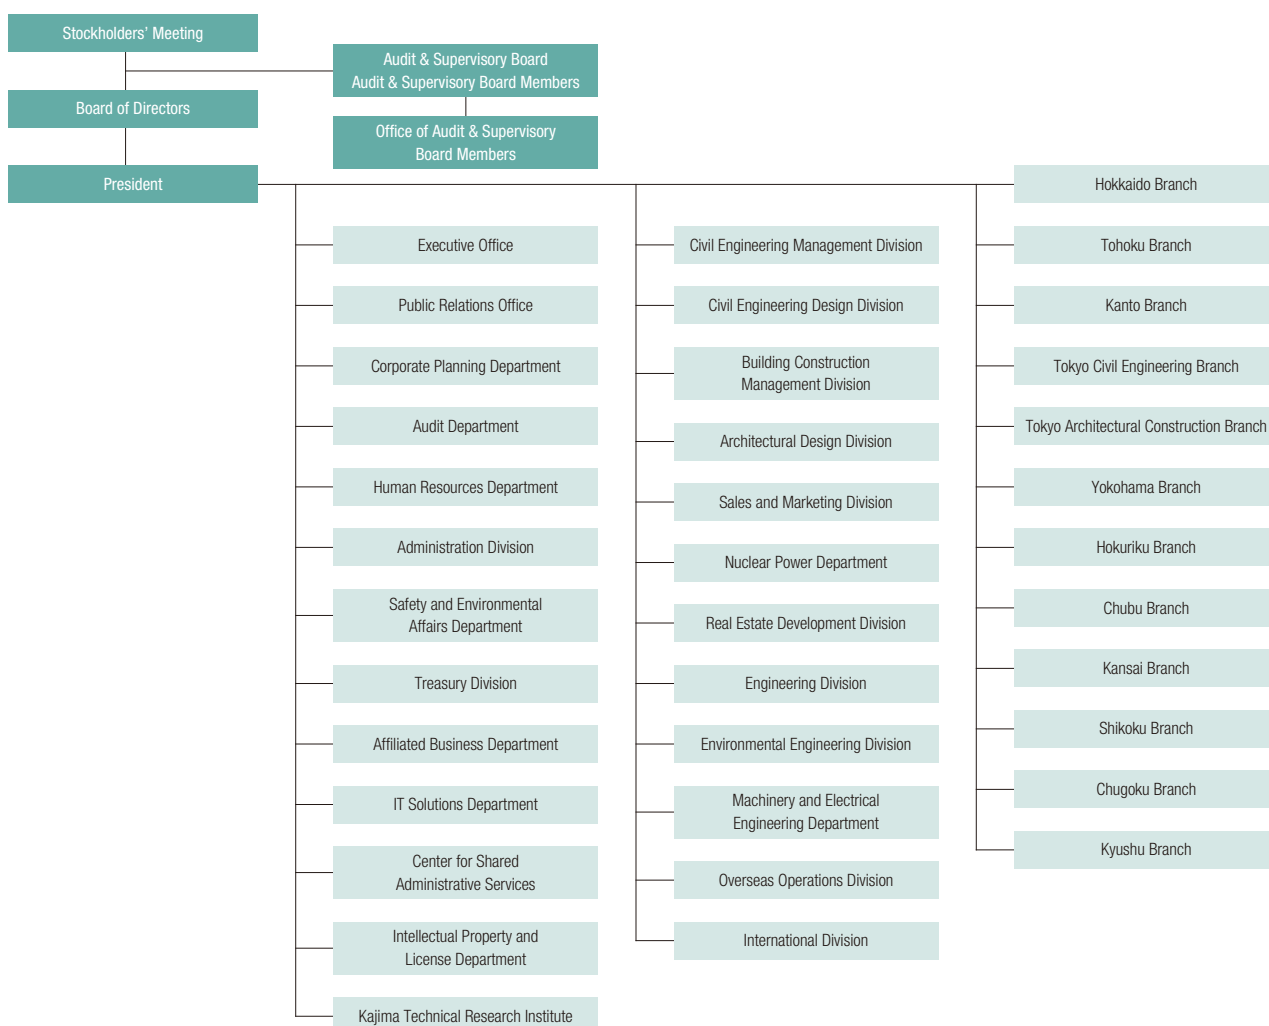 Stockholders’ Meeting
Audit & Supervisory Board
Audit & Supervisory Board Members
Board of Directors
Office of Audit & Supervisory
Board Members
President
Executive Office
Public Relations Office
Corporate Planning Department
Audit Department
Human Resources Department
Administration Division
Safety and Environmental
Affairs Department
Treasury Division
Affiliated Business Department
IT Solutions Department
Center for Shared
Administrative Services
Intellectual Property and
License Department
Kajima Technical Research Institute
Civil Engineering Management Division
Civil Engineering Design Division
Building Construction
Management Division
Architectural Design Division
Sales and Marketing Division
Nuclear Power Department
Real Estate Development Division
Engineering Division
Environmental Engineering Division
Machinery and Electrical
Engineering Department
Overseas Operations Division
International Division
Hokkaido Branch
Tohoku Branch
Kanto Branch
Tokyo Civil Engineering Branch
Tokyo Architectural Construction Branch
Yokohama Branch
Hokuriku Branch
Chubu Branch
Kansai Branch
Shikoku Branch
Chugoku Branch
Kyushu Branch